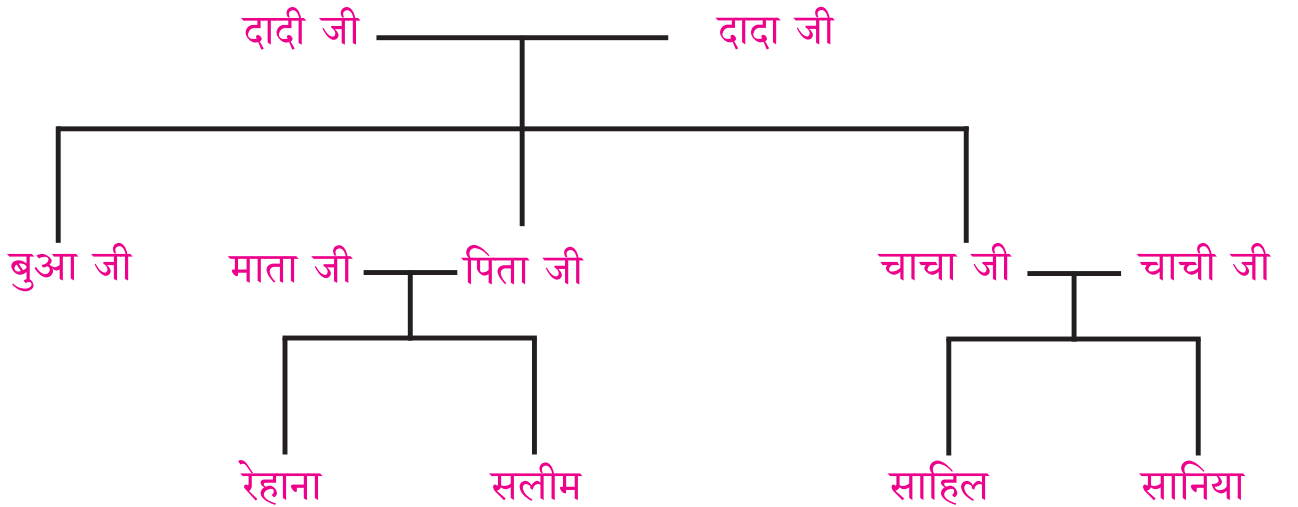 दादी जी दादा जी
बुआ जी माता जी पिता जी चाचा जी चाची जी
रेहाना सलीम साहिल सानिया